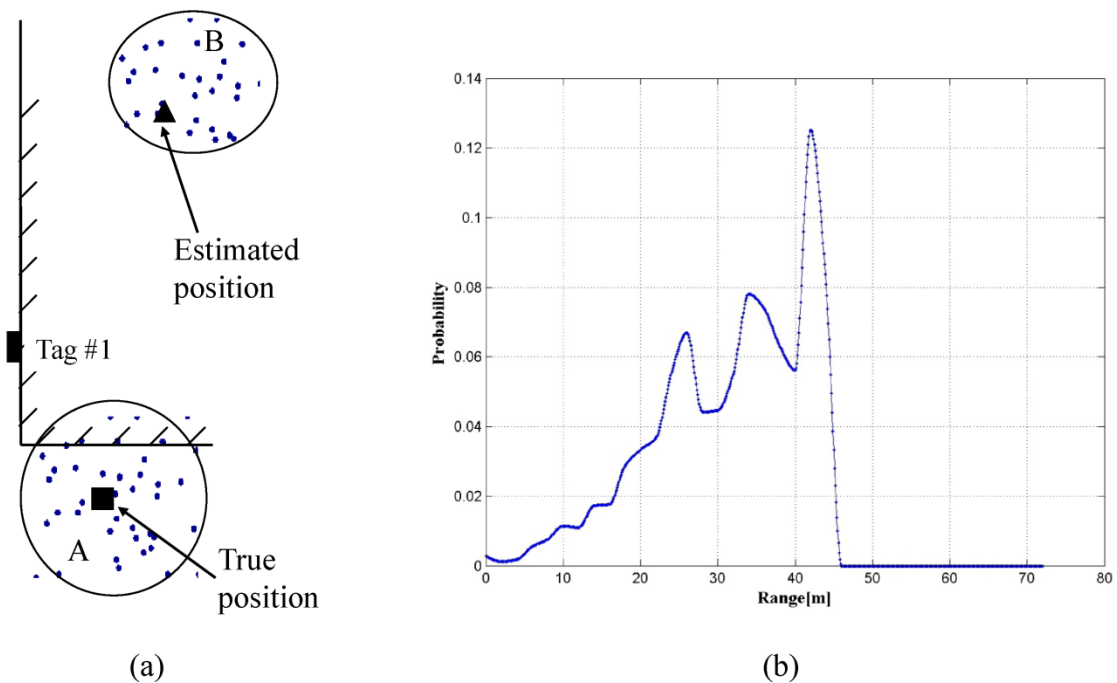 B
Estimated
position
Tag #1
A
True
position
(a)
0.14
0.12
0.1
0.08
0.06
0.04
0.02
0
Probability
0 10 20 30 40 50 60 70 80
Range[m]
(b)